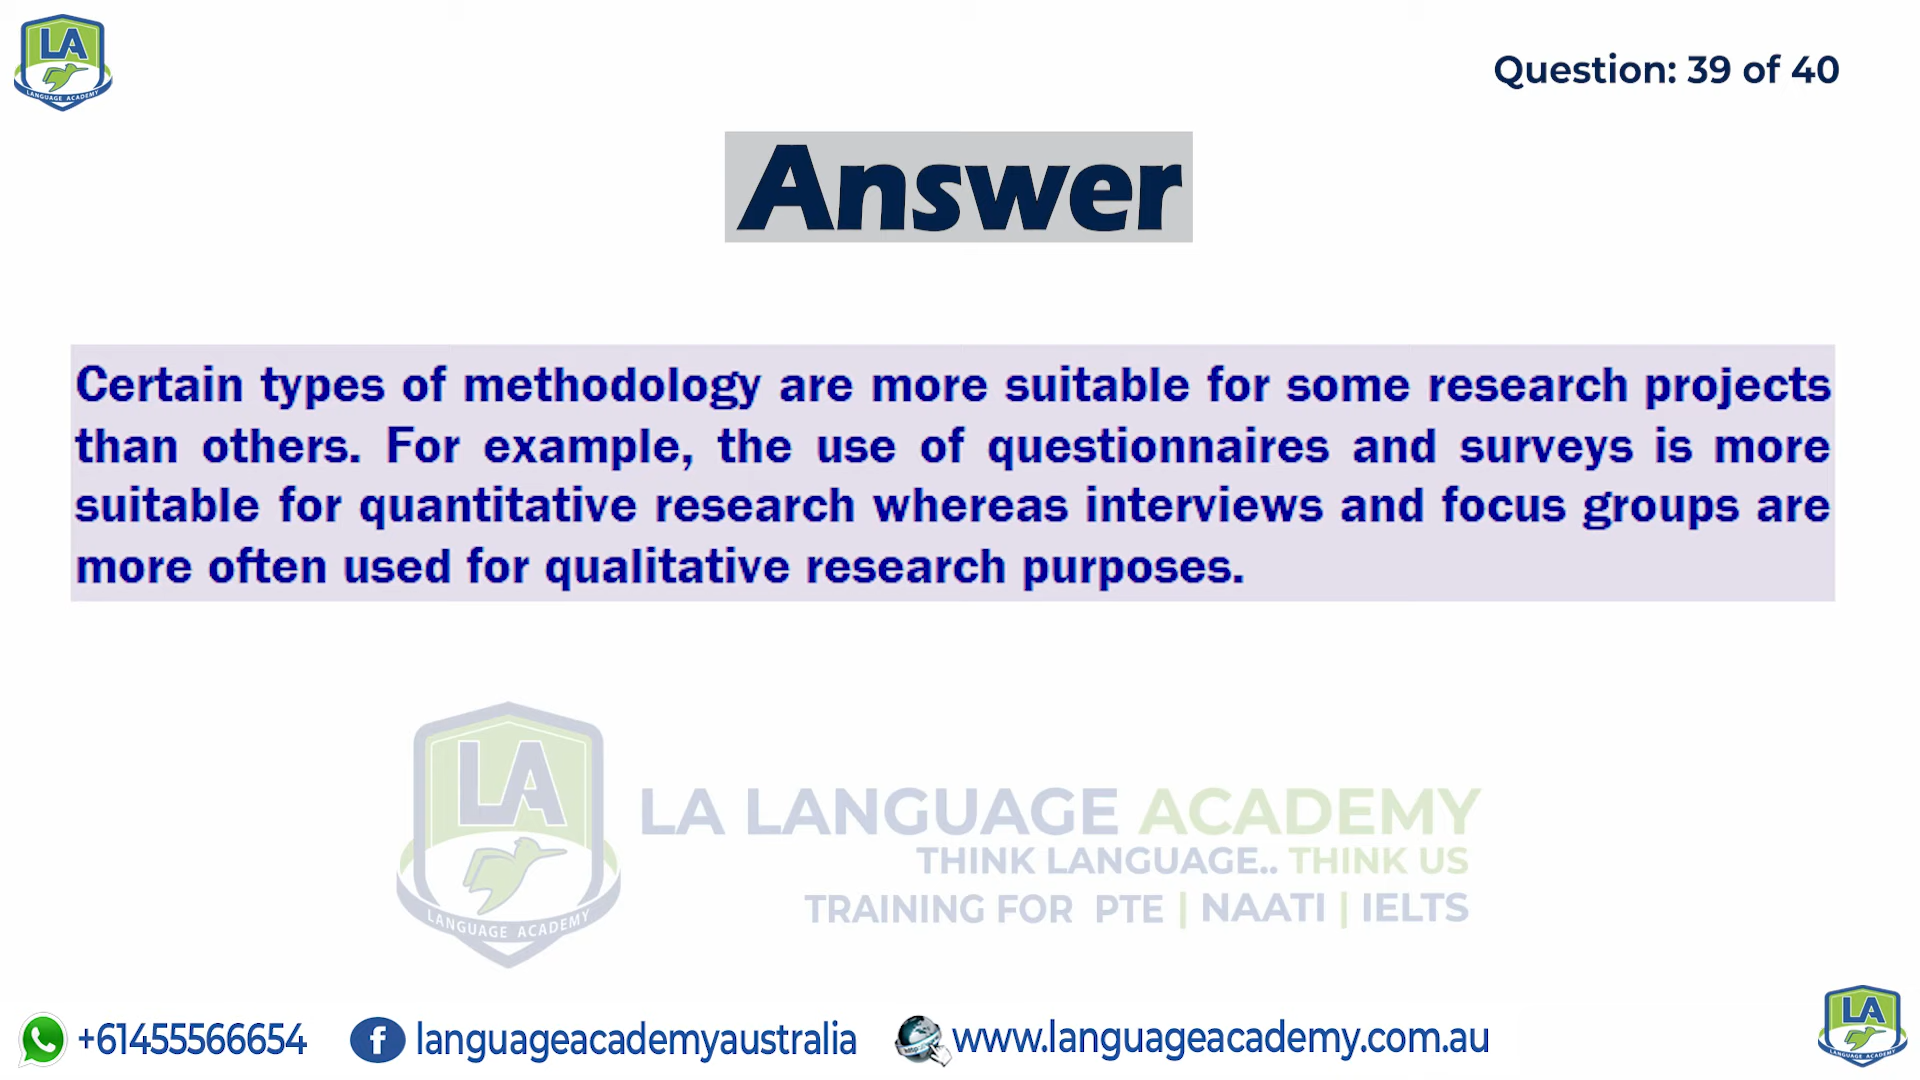 LA
LANGUAGE ACADEMY
Question: 39 of 40
Answer
Certain types of methodology are more suitable for some research projects
than others. For example, the use of questionnaires and surveys is more
suitable for quantitative research whereas interviews and focus groups are
more often used for qualitative research purposes.
LA
LANGUAGE ACADEMY
LA LANGUAGE ACADEMY
THINK LANGUAGE.. THINK US
TRAINING FOR PTE | NAATI | IELTS
+61455566654
f
languageacademyaustralia
http
www.languageacademy.com.au
LA
LANGUAGE ACADEMY